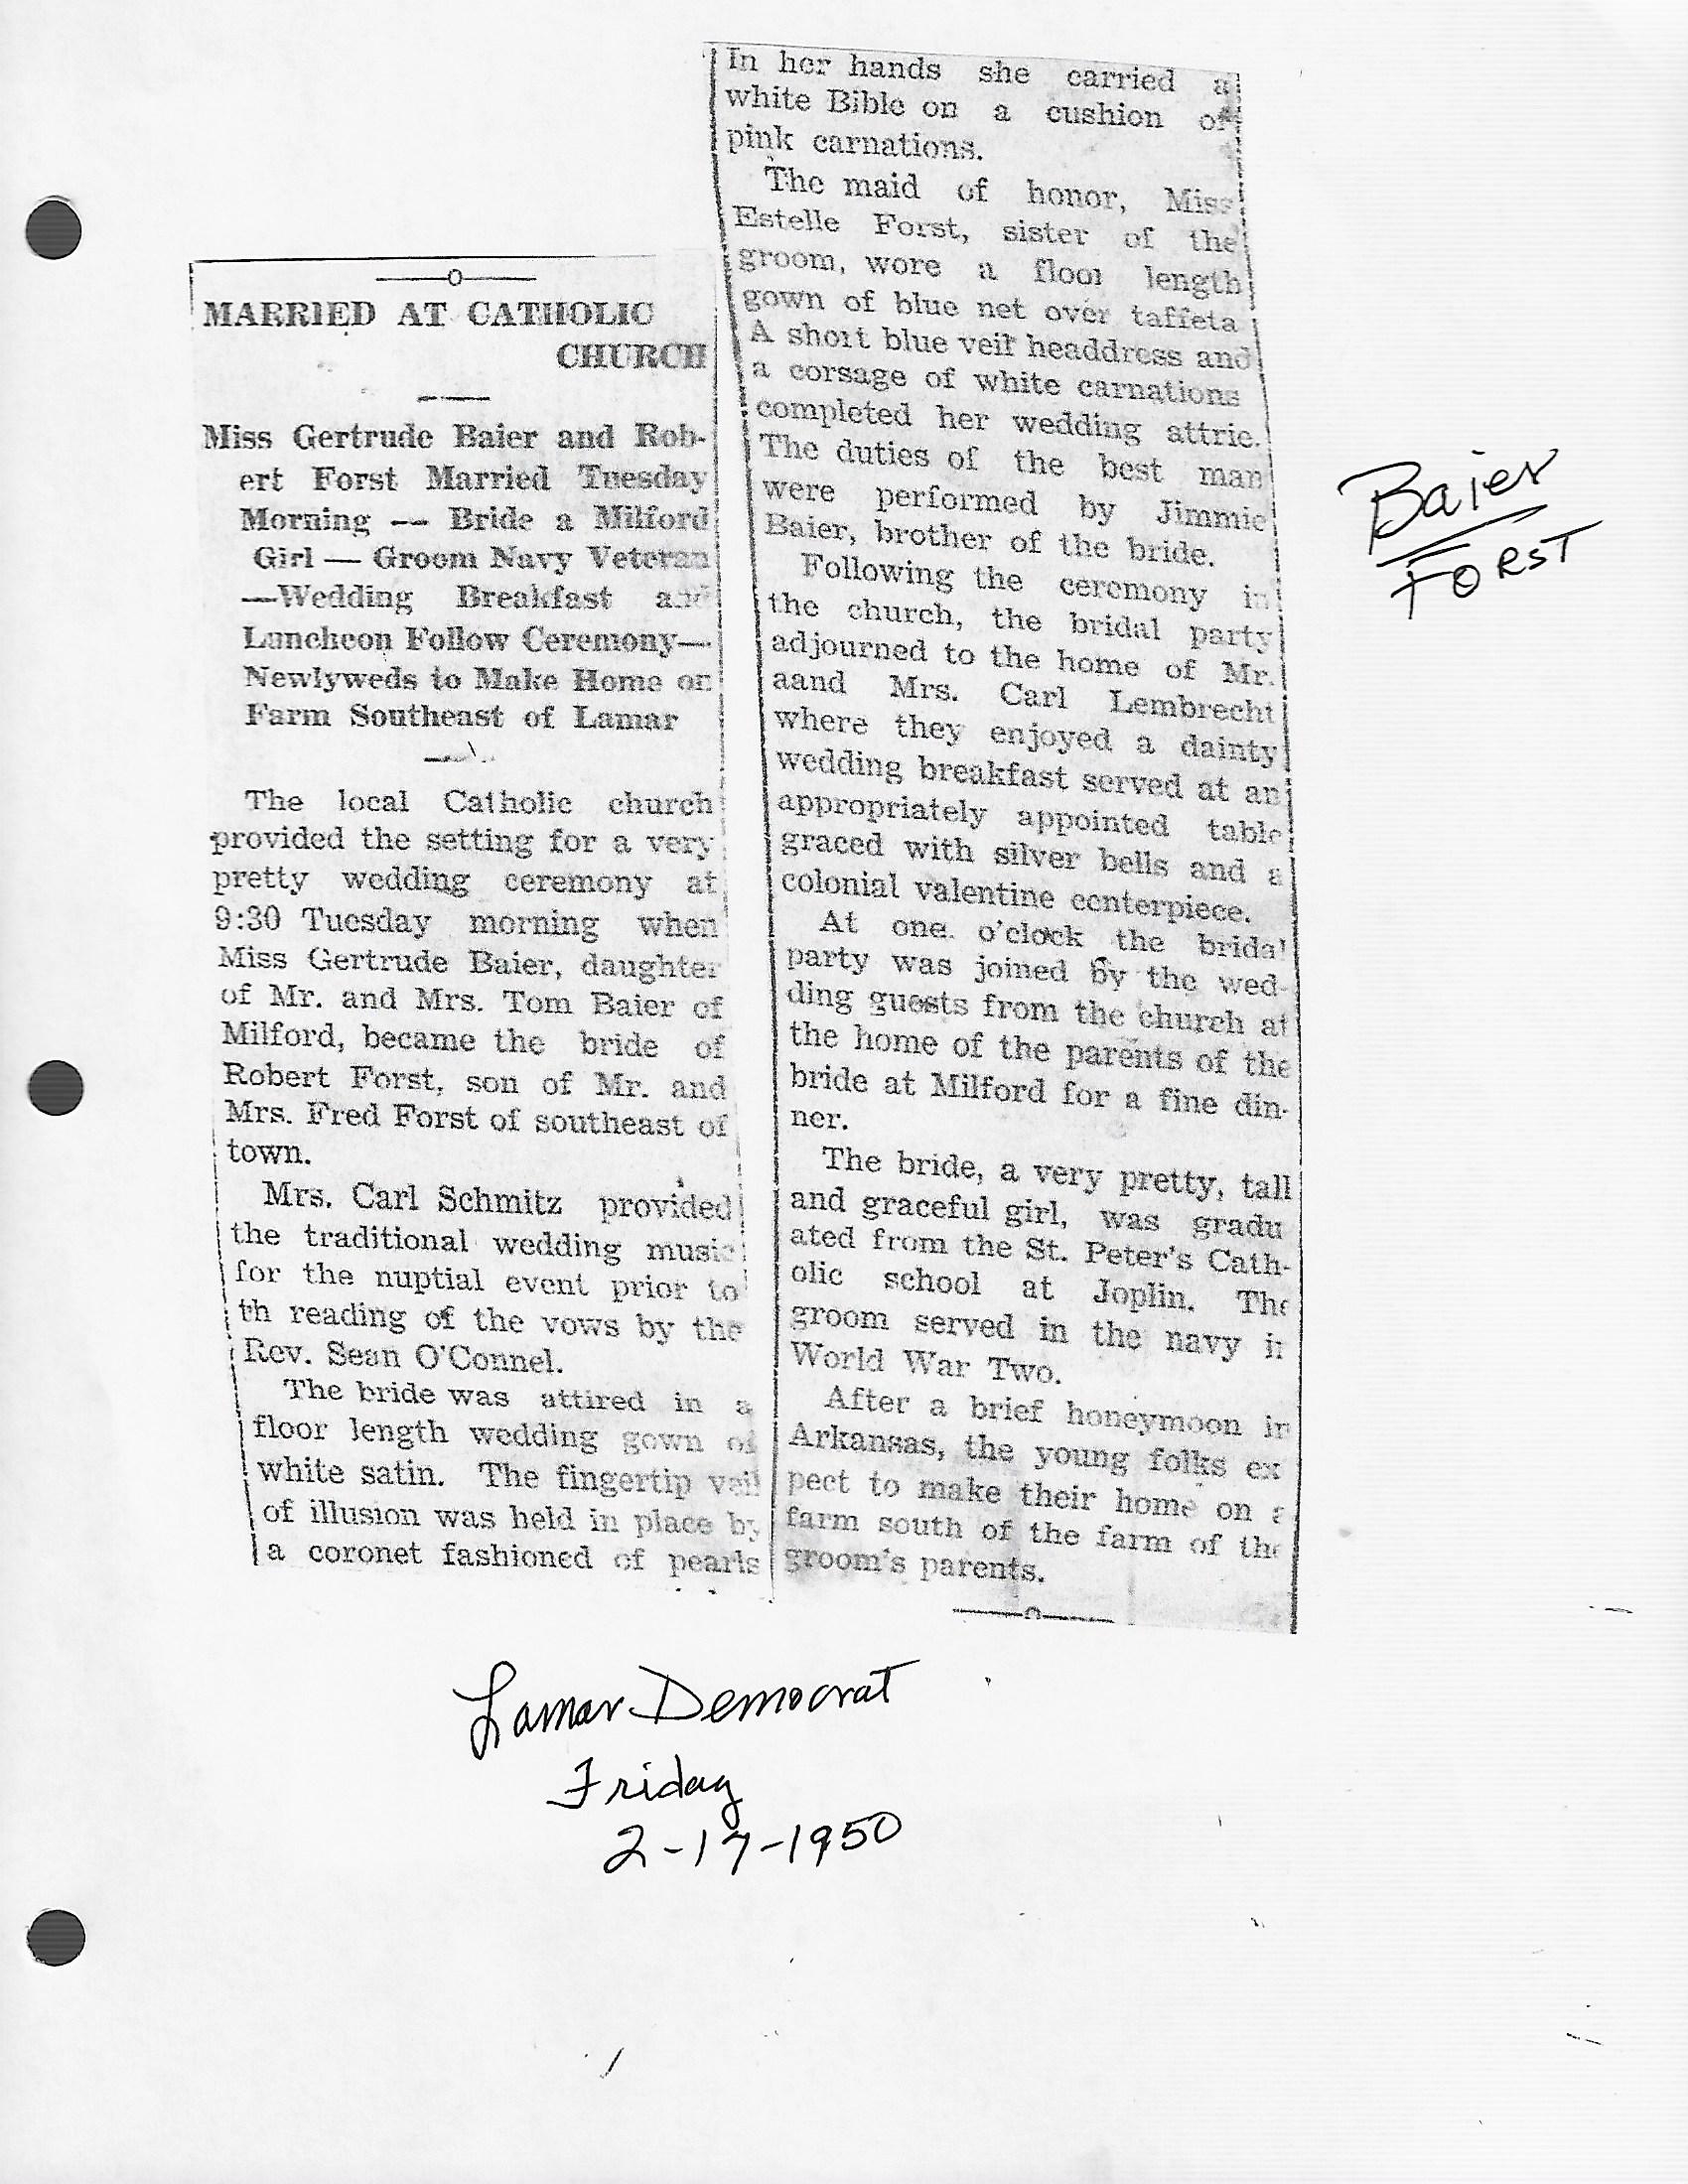 MARRIED AT CATHOLIC
CHURCH
Miss Gertrude Baier and Rob-
ert Forst Married Tuesday
Morning -- Bride a Milford
Girl — Groom Navy Veteran
—Wedding Breakfast and
Luncheon Follow Ceremony—
Newlyweds to Make Home on
Farm Southeast of Lamar
The local Catholic church
provided the setting for a very
pretty wedding ceremony at
9:30 Tuesday morning when
Miss Gertrude Baier, daughter
of Mr. and Mrs. Tom Baier of
Milford, became the bride of
Robert Forst, son of Mr. and
Mrs. Fred Forst of southeast of
town.
Mrs. Carl Schmitz provided
the traditional wedding music
for the nuptial event prior to
th reading of the vows by the
Rev. Sean O'Connel.
The bride was attired in a
floor length wedding gown of
white satin. The fingertip veil
of illusion was held in place by
a coronet fashioned of pearls
In her hands she carried a
white Bible on a cushion of
pink carnations.
The maid of honor, Miss
Estelle Forst, sister of the
groom, wore a floor length
gown of blue net over taffeta
A short blue veil headdress and
a corsage of white carnations
completed her wedding attrie.
The duties of the best man
were performed by Jimmie
Baier, brother of the bride.
Following the ceremony in
the church, the bridal party
adjourned to the home of Mr.
aand Mrs. Carl Lembrecht
where they enjoyed a dainty
wedding breakfast served at an
appropriately appointed table
graced with silver bells and a
colonial valentine centerpiece.
At one. o'clock the bridal
party was joined by the wed-
ding guests from the church at
the home of the parents of the
bride at Milford for a fine din-
ner.
The bride, a very pretty, tall
and graceful girl, was gradu
ated from the St. Peter's Cath-
olic school at Joplin. The
groom served in the navy in
World War Two.
After a brief honeymoon in
Arkansas, the young folks ex
pect to make their home on a
farm south of the farm of the
groom's parents.
Baier
FORST
Lamar Democrat
Friday
2-17-1950